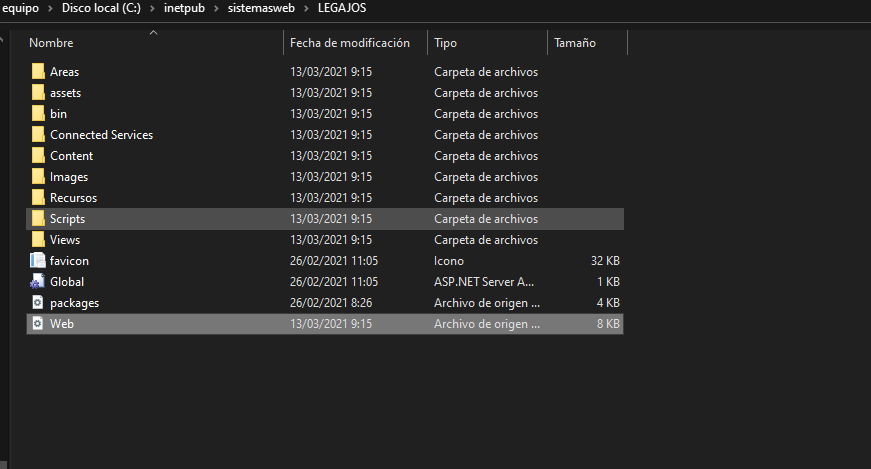 equipo > Disco local (C:) > inetpub > sistemasweb > LEGAJOS
Nombre Fecha de modificación Tipo Tamaño
Areas 13/03/2021 9:15 Carpeta de archivos
assets 13/03/2021 9:15 Carpeta de archivos
bin 13/03/2021 9:15 Carpeta de archivos
Connected Services 13/03/2021 9:15 Carpeta de archivos
Content 13/03/2021 9:15 Carpeta de archivos
Images 13/03/2021 9:15 Carpeta de archivos
Recursos 13/03/2021 9:15 Carpeta de archivos
Scripts 13/03/2021 9:15 Carpeta de archivos
Views 13/03/2021 9:15 Carpeta de archivos
favicon 26/02/2021 11:05 Icono 32 KB
Global 26/02/2021 11:05 ASP.NET Server A... 1 KB
packages 26/02/2021 8:26 Archivo de origen ... 4 KB
Web 13/03/2021 9:15 Archivo de origen ... 8 KB